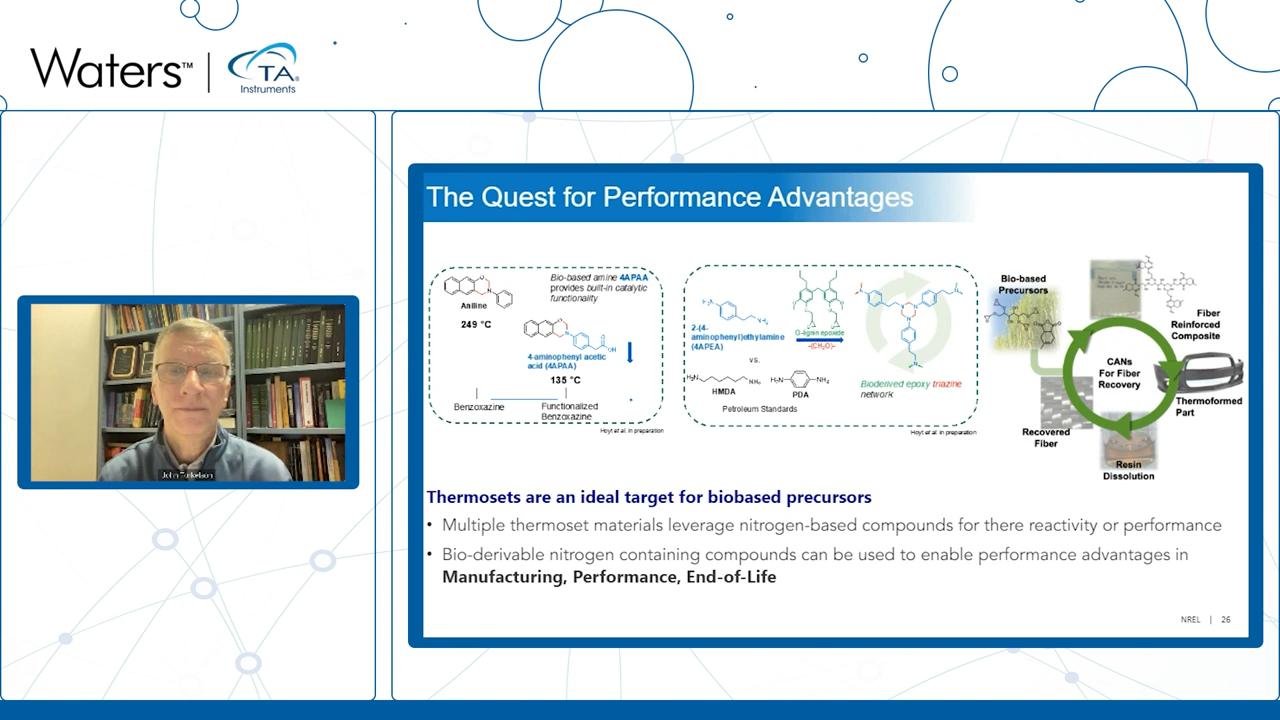 Waters™
TA®
Instruments
The Quest for Performance Advantages
Aniline
249 °C
Bio-based amine 4APAA
provides built-in catalytic
functionality
4-aminophenyl acetic
acid (4APAA)
135 °C
Benzoxazine
Functionalized
Benzoxazine
Hoyt et al. in preparation
2-(4-
aminophenyl)ethylamine
(4APEA)
vs.
HMDA
PDA
Petroleum Standards
G-lignin epoxide
-(CH₂O)-
Bioderived epoxy triazine
network
Hoyt et al. in preparation
Bio-based
Precursors
Fiber
Reinforced
Composite
CANs
For Fiber
Recovery
Thermoformed
Part
Recovered
Fiber
Resin
Dissolution
John Torkelson
Thermosets are an ideal target for biobased precursors
• Multiple thermoset materials leverage nitrogen-based compounds for there reactivity or performance
• Bio-derivable nitrogen containing compounds can be used to enable performance advantages in
Manufacturing, Performance, End-of-Life
NREL | 26